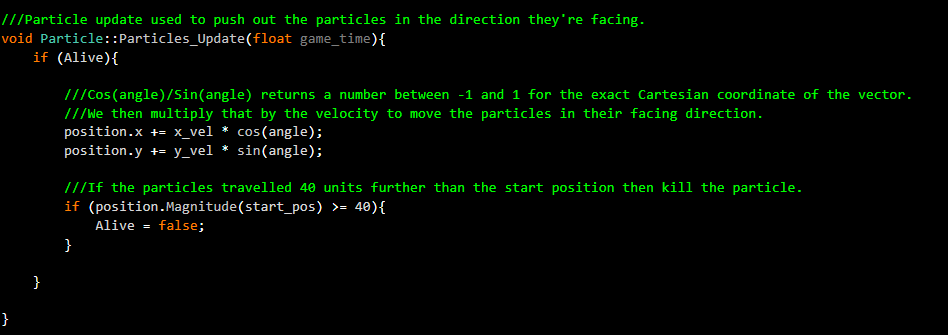 ///Particle update used to push out the particles in the direction they're facing.
void Particle::Particles_Update(float game_time){
if (Alive){
///Cos(angle)/Sin(angle) returns a number between -1 and 1 for the exact Cartesian coordinate of the vector.
///We then multiply that by the velocity to move the particles in their facing direction.
position.x += x_vel * cos(angle);
position.y += y_vel * sin(angle);
///If the particles travelled 40 units further than the start position then kill the particle.
if (position.Magnitude(start_pos) >= 40){
Alive = false;
}
}
}